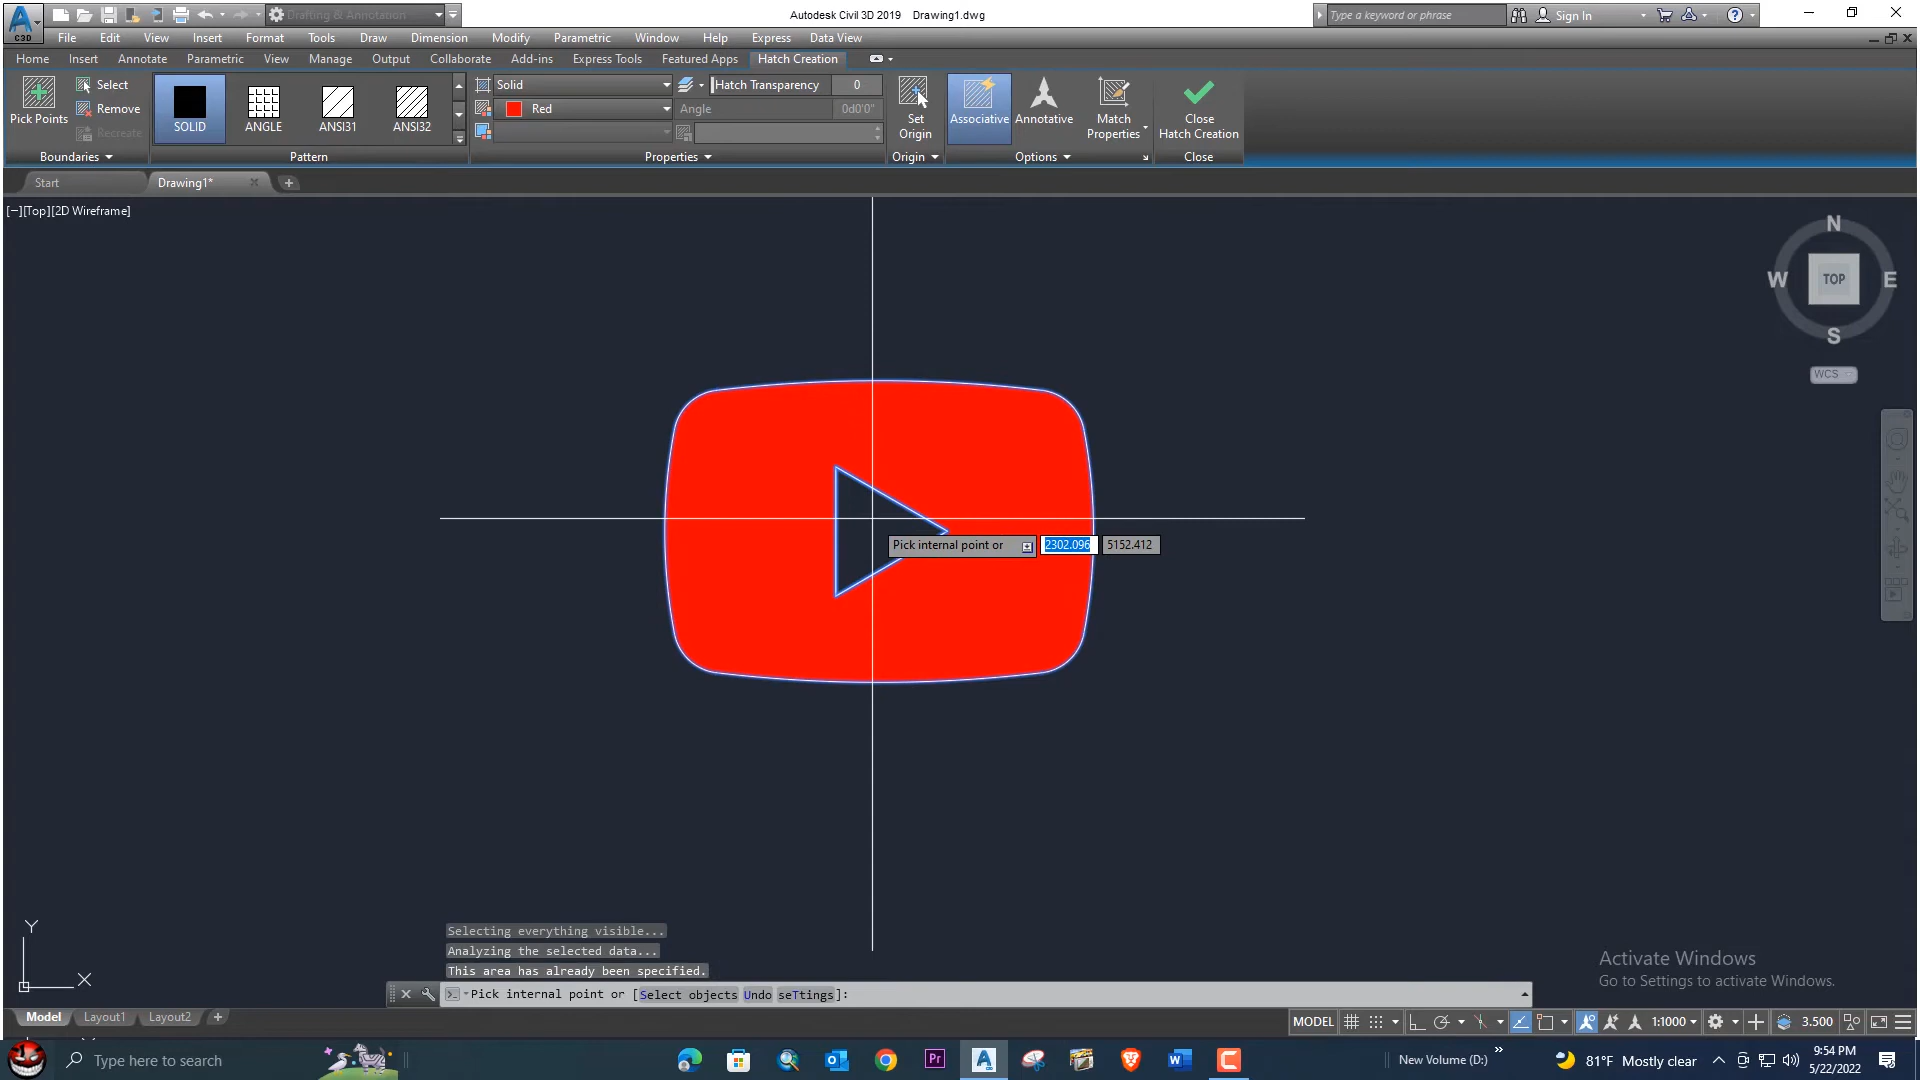 Drafting & Annotation
Autodesk Civil 3D 2019 Drawing1.dwg
Type a keyword or phrase
Sign In
C3D
File Edit View Insert Format Tools Draw Dimension Modify Parametric Window Help Express Data View
Home Insert Annotate Parametric View Manage Output Collaborate Add-ins Express Tools Featured Apps Hatch Creation
Pick Points
Select
Remove
Recreate
SOLID ANGLE ANSI31 ANSI32
Solid
Red
Hatch Transparency 0
Angle 0d0'0"
Set Origin
Associative
Annotative
Match Properties
Close Hatch Creation
Boundaries Pattern Properties Origin Options Close
Start Drawing1*
[−][Top][2D Wireframe]
N
W TOP E
S
WCS
Pick internal point or 2302.096 5152.412
Y
X
Selecting everything visible...
Analyzing the selected data...
This area has already been specified.
Pick internal point or [Select objects Undo seTtings]:
Activate Windows
Go to Settings to activate Windows.
Model Layout1 Layout2
MODEL 1:1000 3.500
Type here to search
Pr
New Volume (D:)
81°F Mostly clear
9:54 PM
5/22/2022